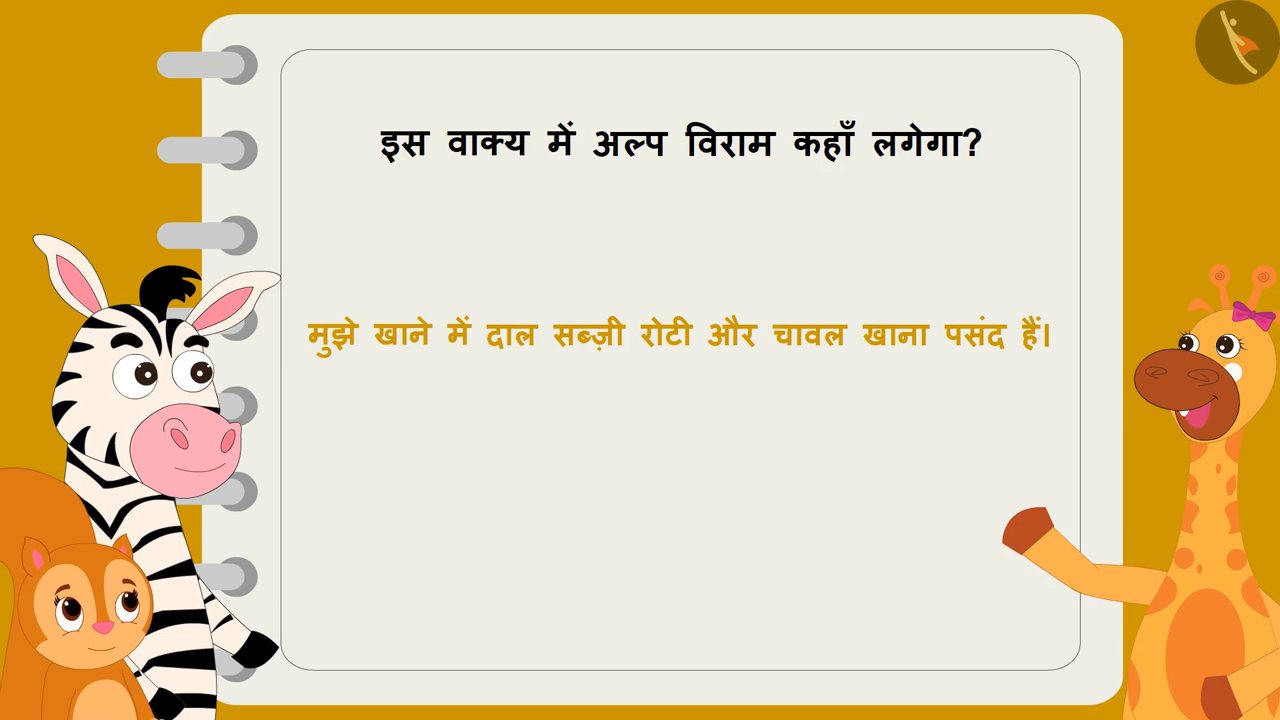 इस वाक्य में अल्प विराम कहाँ लगेगा?
मुझे खाने में दाल सब्ज़ी रोटी और चावल खाना पसंद हैं।